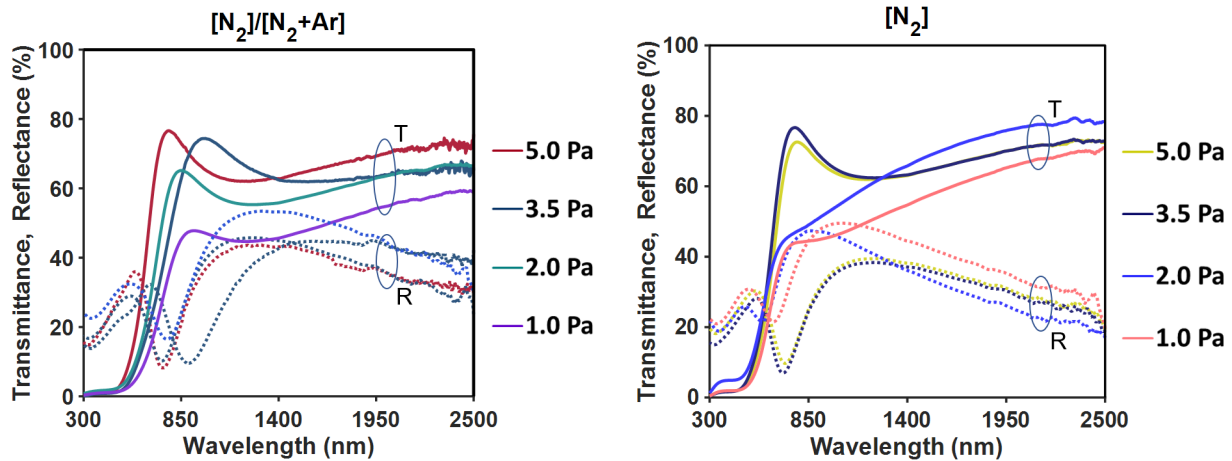 [N2]/[N2+Ar]
Transmittance, Reflectance (%)
100
80
60
40
20
0
300
850
1400
1950
2500
Wavelength (nm)
T
R
5.0 Pa
3.5 Pa
2.0 Pa
1.0 Pa
[N2]
Transmittance, Reflectance (%)
100
80
60
40
20
0
300
850
1400
1950
2500
Wavelength (nm)
T
R
5.0 Pa
3.5 Pa
2.0 Pa
1.0 Pa